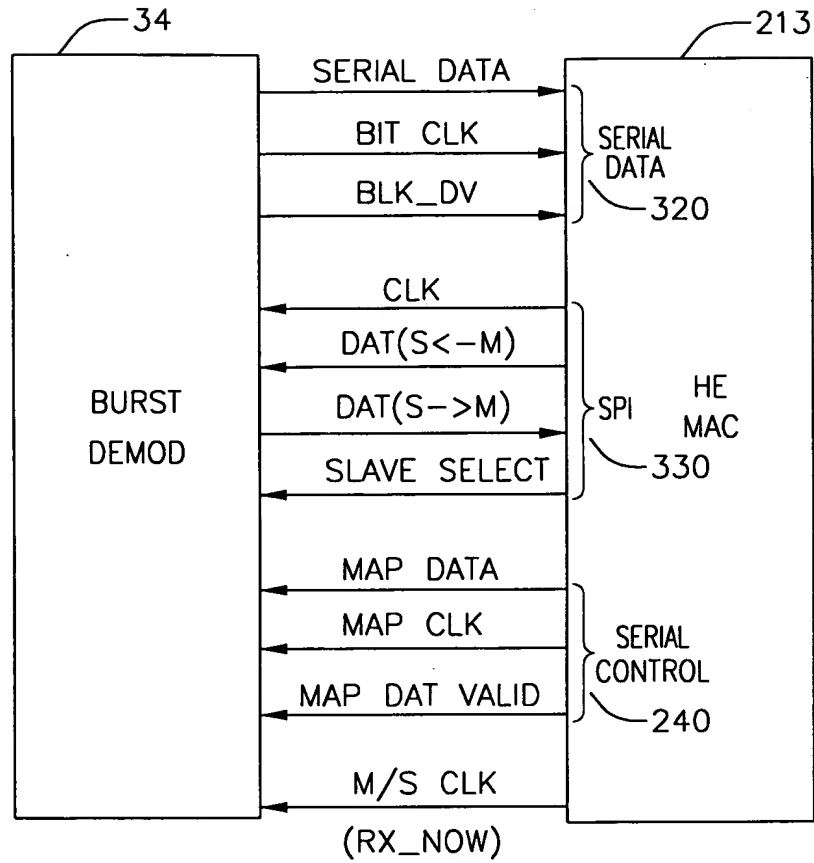 34
213
SERIAL DATA
BIT CLK
BLK_DV
SERIAL
DATA
320
CLK
DAT(S<-M)
DAT(S->M)
SLAVE SELECT
SPI
330
BURST
DEMOD
HE
MAC
MAP DATA
MAP CLK
MAP DAT VALID
SERIAL
CONTROL
240
M/S CLK
(RX_NOW)